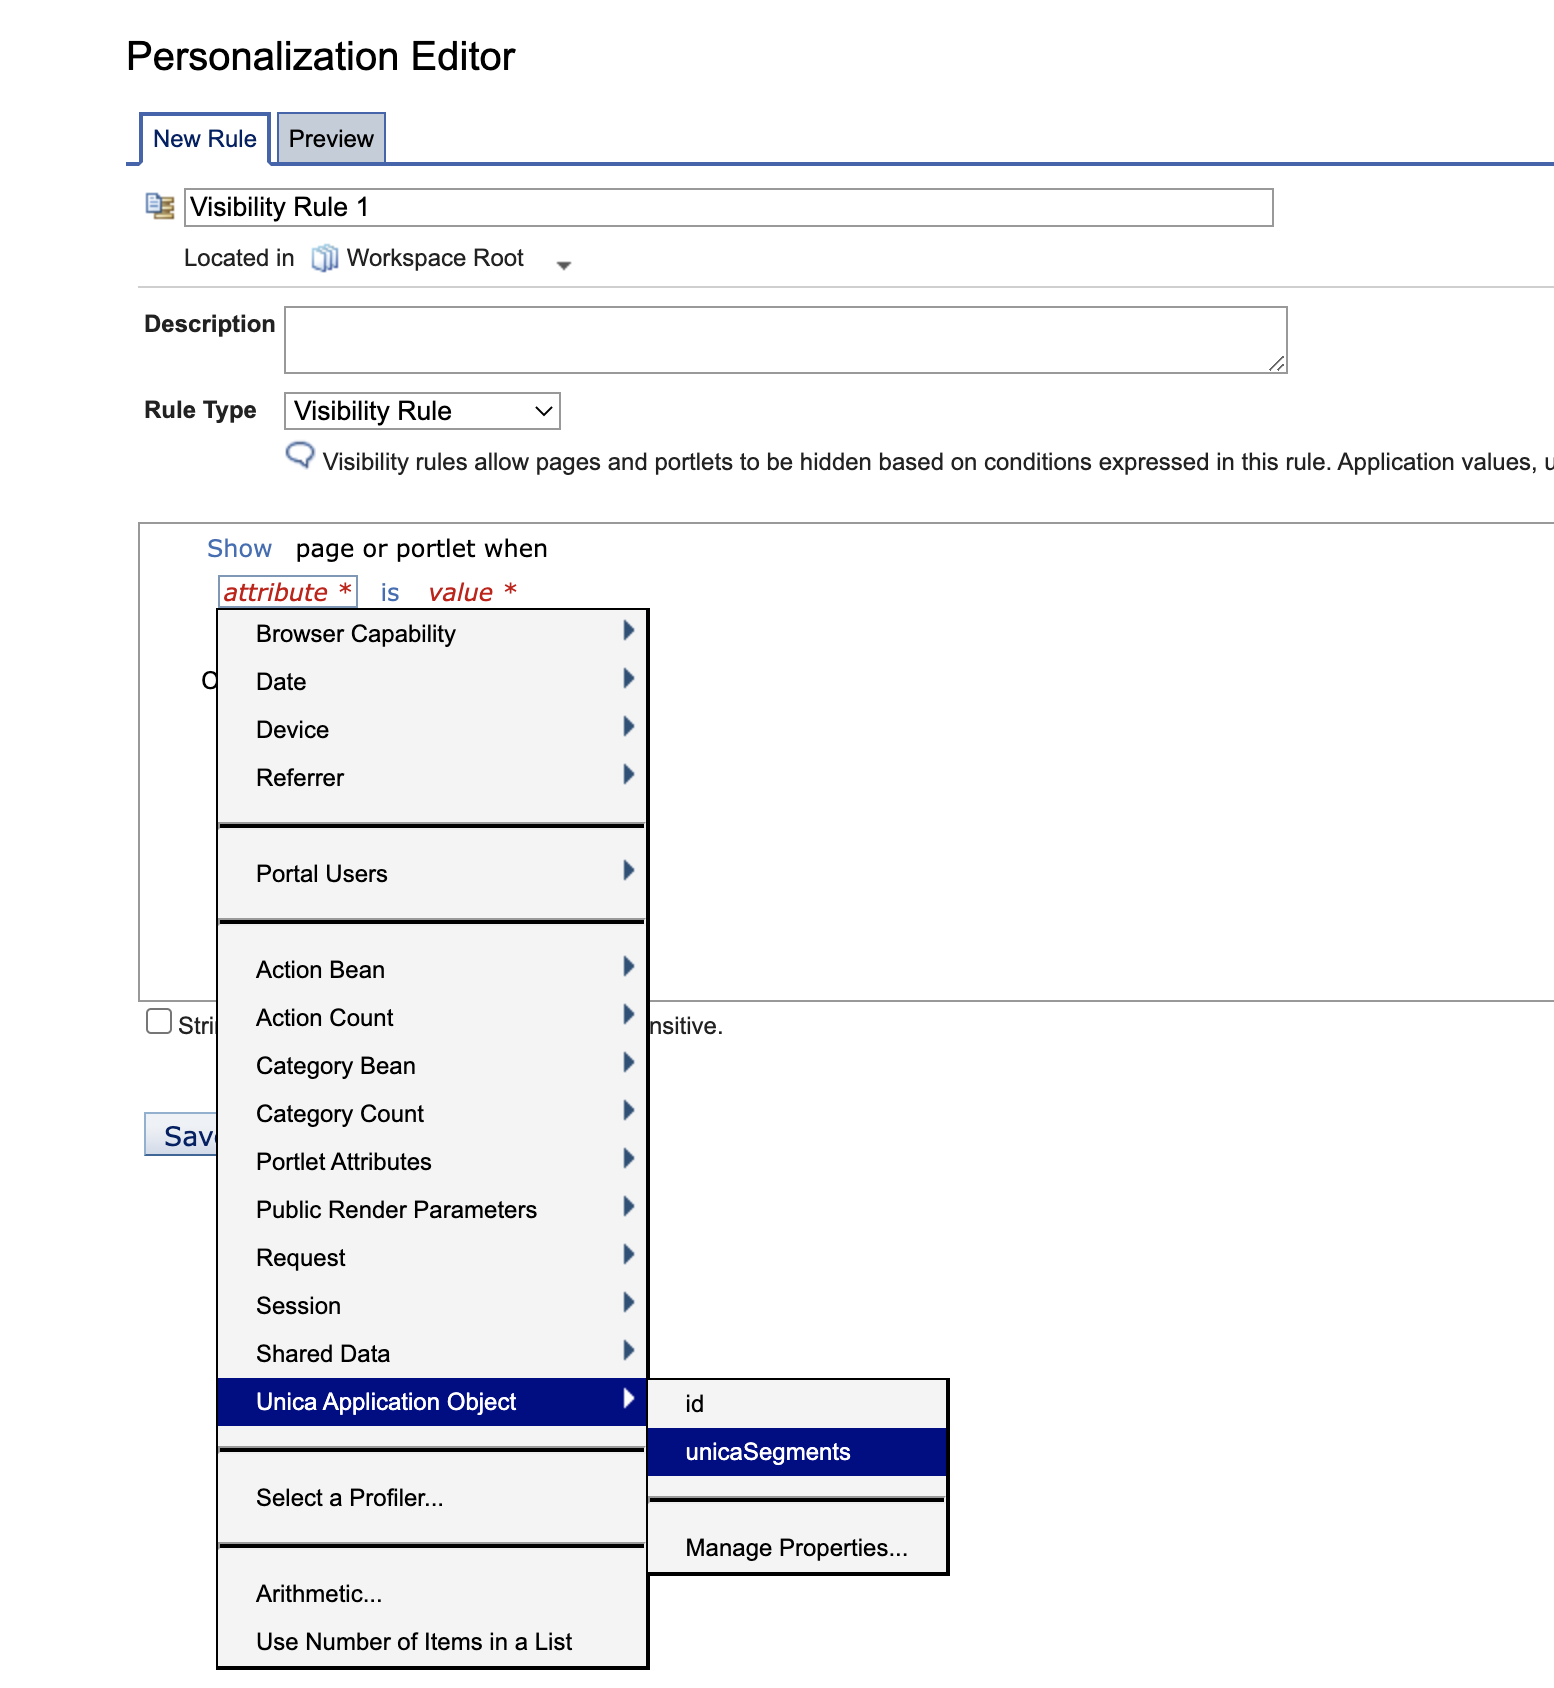 Personalization Editor
New Rule Preview
Visibility Rule 1
Located in Workspace Root
Description
Rule Type Visibility Rule
Visibility rules allow pages and portlets to be hidden based on conditions expressed in this rule. Application values,
Show page or portlet when
attribute * is value *
Browser Capability
Date
Device
Referrer
Portal Users
Action Bean
Action Count
nsitive.
Category Bean
Category Count
Sav
Portlet Attributes
Public Render Parameters
Request
Session
Shared Data
Unica Application Object
id
unicaSegments
Select a Profiler...
Manage Properties...
Arithmetic...
Use Number of Items in a List